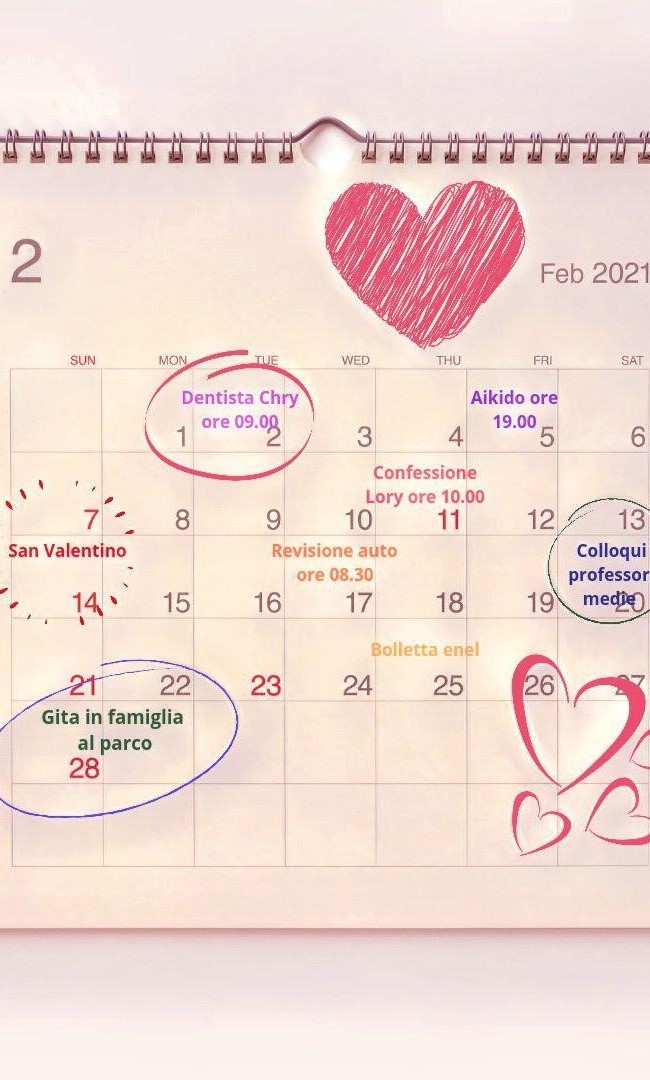 2
Feb 2021
SUN MON TUE WED THU FRI SAT
Dentista Chry
ore 09.00
Aikido ore
19.00
1 2 3 4 5 6
Confessione
Lory ore 10.00
7 8 9 10 11 12 13
San Valentino
Revisione auto
ore 08.30
Colloqui
professor
medie
14 15 16 17 18 19 20
Bolletta enel
21 22 23 24 25 26 27
Gita in famiglia
al parco
28